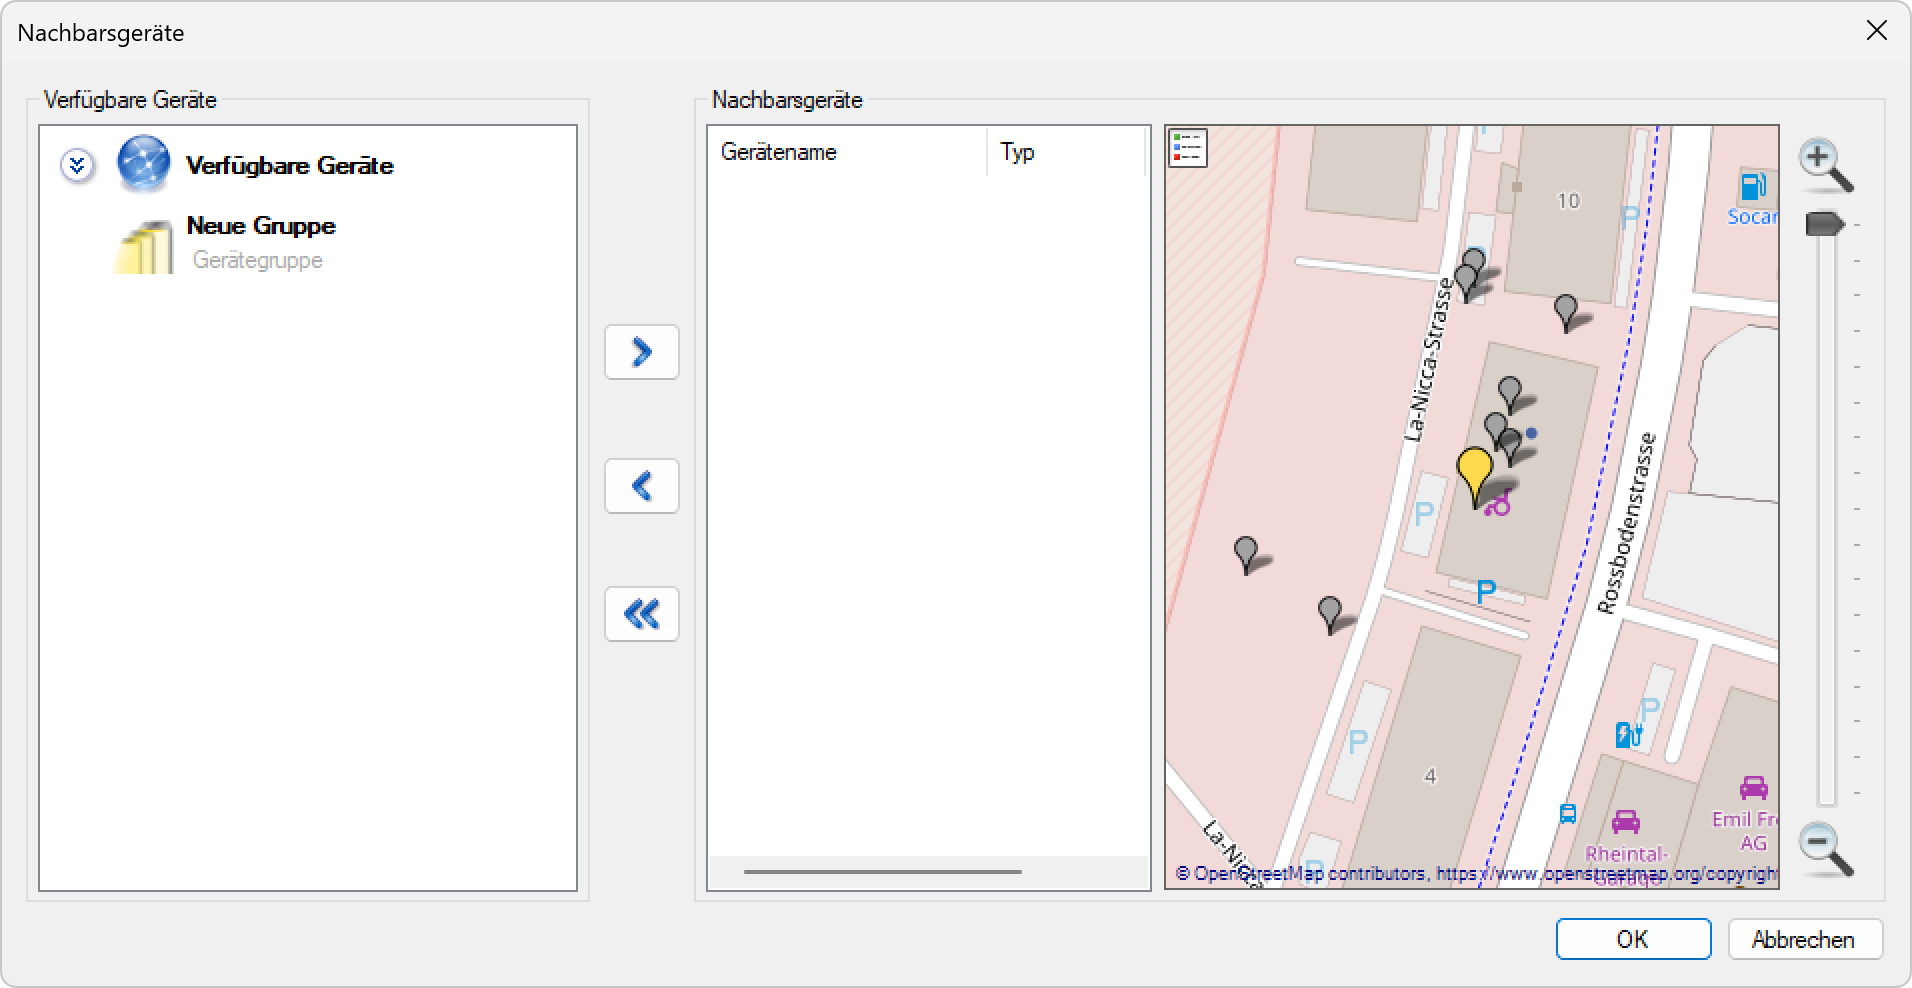 Nachbarsgeräte
Verfügbare Geräte
Verfügbare Geräte
Neue Gruppe
Gerätegruppe
Nachbarsgeräte
Gerätename Typ
10
P
Socar
La-Nicca-Strasse
Rossbodenstrasse
P
P
P
P
4
Emil Fr
AG
Rheintal-
Garage
La-Nicca
P
© OpenStreetMap contributors, https://www.openstreetmap.org/copyright
OK
Abbrechen